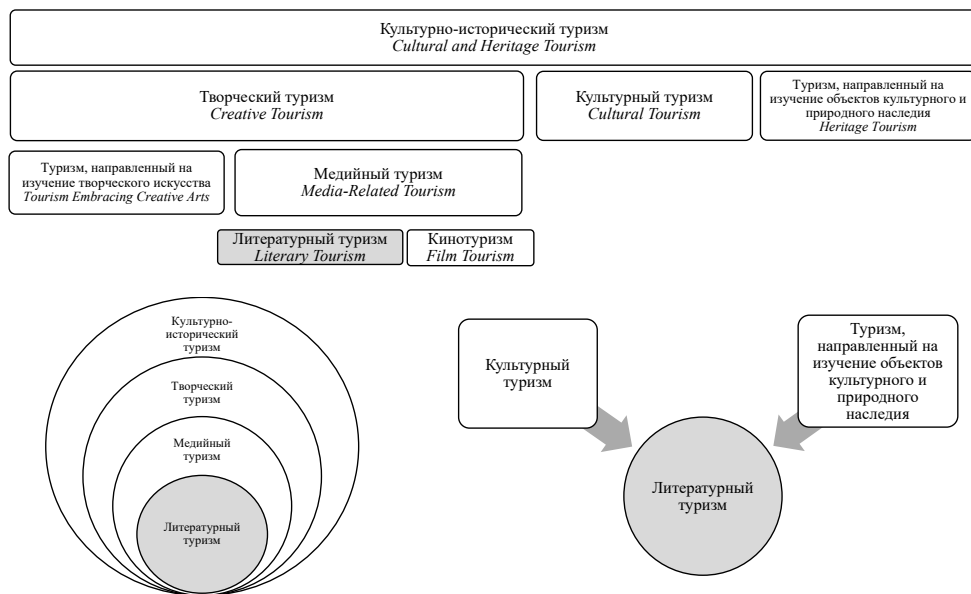 Культурно-исторический туризм
Cultural and Heritage Tourism
Творческий туризм
Creative Tourism
Культурный туризм
Cultural Tourism
Туризм, направленный на
изучение объектов культурного и
природного наследия
Heritage Tourism
Туризм, направленный на
изучение творческого искусства
Tourism Embracing Creative Arts
Медийный туризм
Media-Related Tourism
Литературный туризм
Literary Tourism
Кинотуризм
Film Tourism
Культурно-
исторический
туризм
Творческий
туризм
Медийный
туризм
Литературный
туризм
Культурный
туризм
Туризм,
направленный на
изучение объектов
культурного и
природного
наследия
Литературный
туризм